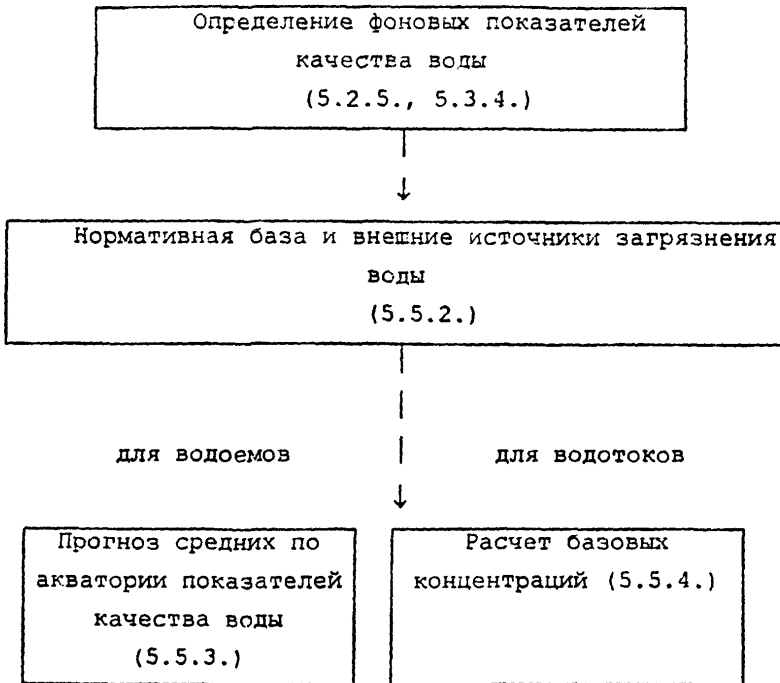 Определение фоновых показателей
качества воды
(5.2.5., 5.3.4.)
Нормативная база и внешние источники загрязнения
воды
(5.5.2.)
для водоемов
для водотоков
Прогноз средних по
акватории показателей
качества воды
(5.5.3.)
Расчет базовых
концентраций (5.5.4.)